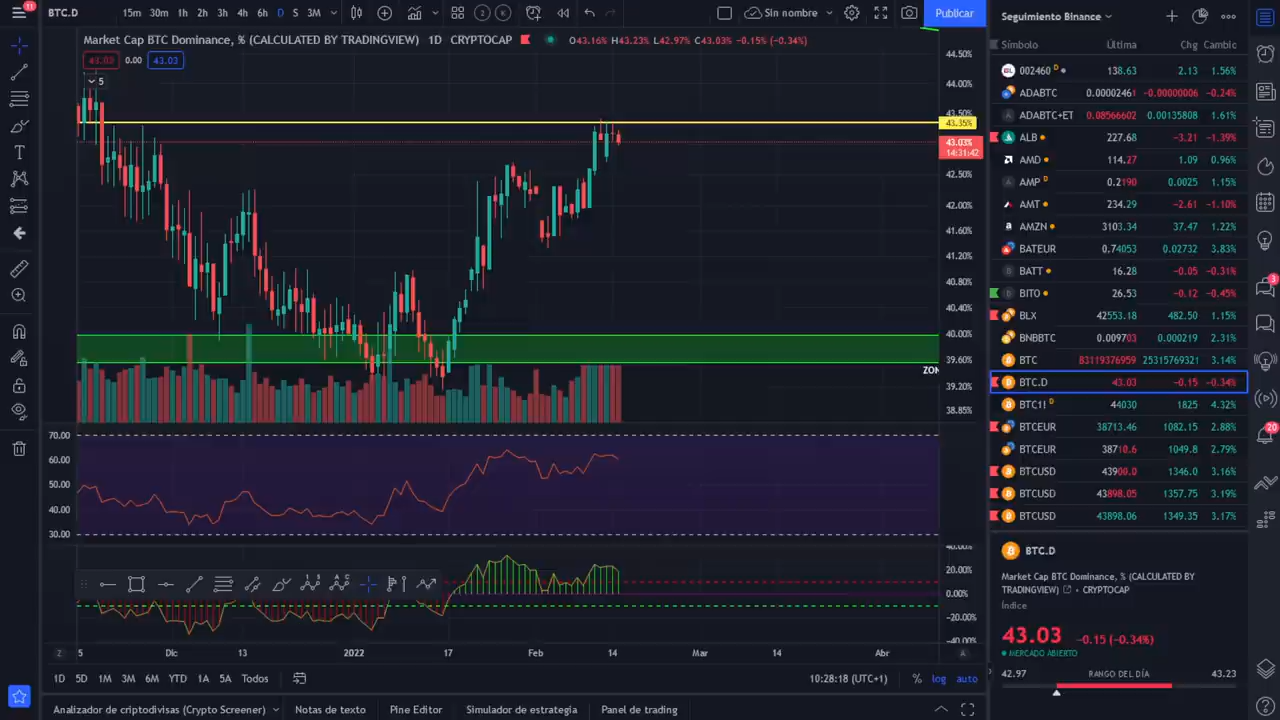 11
BTC.D 15m 30m 1h 2h 3h 4h 6h D S 3M 2 K Sin nombre Publicar
Market Cap BTC Dominance, % (CALCULATED BY TRADINGVIEW) 1D CRYPTOCAP O43.16% H43.23% L42.97% C43.03% -0.15 (-0.34%)
43.03 0.00 43.03
5
44.50%
44.00%
43.50%
43.35%
43.03%
14:31:42
42.50%
42.00%
41.60%
41.20%
40.80%
40.40%
40.00%
39.60%
ZON
39.20%
38.85%
70.00
60.00
50.00
40.00
30.00
40.00%
20.00%
0.00%
-20.00%
-40.00%
Z 5 Dic 13 2022 17 Feb 14 Mar 14 Abr A
1D 5D 1M 3M 6M YTD 1A 5A Todos 10:28:18 (UTC+1) % log auto
Analizador de criptodivisas (Crypto Screener) Notas de texto Pine Editor Simulador de estrategia Panel de trading
Seguimiento Binance
Símbolo Última Chg Cambic
002460 D 138.63 2.13 1.56%
ADABTC 0.00002461 -0.00000006 -0.24%
ADABTC+ET 0.08566602 0.00135808 1.61%
ALB 227.68 -3.21 -1.39%
AMD 114.27 1.09 0.96%
AMP D 0.2190 0.0025 1.15%
AMT 234.29 -2.61 -1.10%
AMZN 3103.34 37.47 1.22%
BATEUR 0.74053 0.02732 3.83%
BATT 16.28 -0.05 -0.31%
BITO 26.53 -0.12 -0.45%
BLX 42553.18 482.50 1.15%
BNBBTC 0.009703 0.000219 2.31%
BTC 83119376959 25315769321 3.14%
BTC.D 43.03 -0.15 -0.34%
BTC1! D 44030 1825 4.32%
BTCEUR 38713.46 1082.15 2.88%
BTCEUR 38710.6 1049.8 2.79%
BTCUSD 43900.0 1346.0 3.16%
BTCUSD 43898.05 1357.75 3.19%
BTCUSD 43898.06 1349.35 3.17%
BTC.D
Market Cap BTC Dominance, % (CALCULATED BY
TRADINGVIEW) • CRYPTOCAP
Índice
43.03 -0.15 (-0.34%)
MERCADO ABIERTO
42.97 RANGO DEL DÍA 43.23
3
20